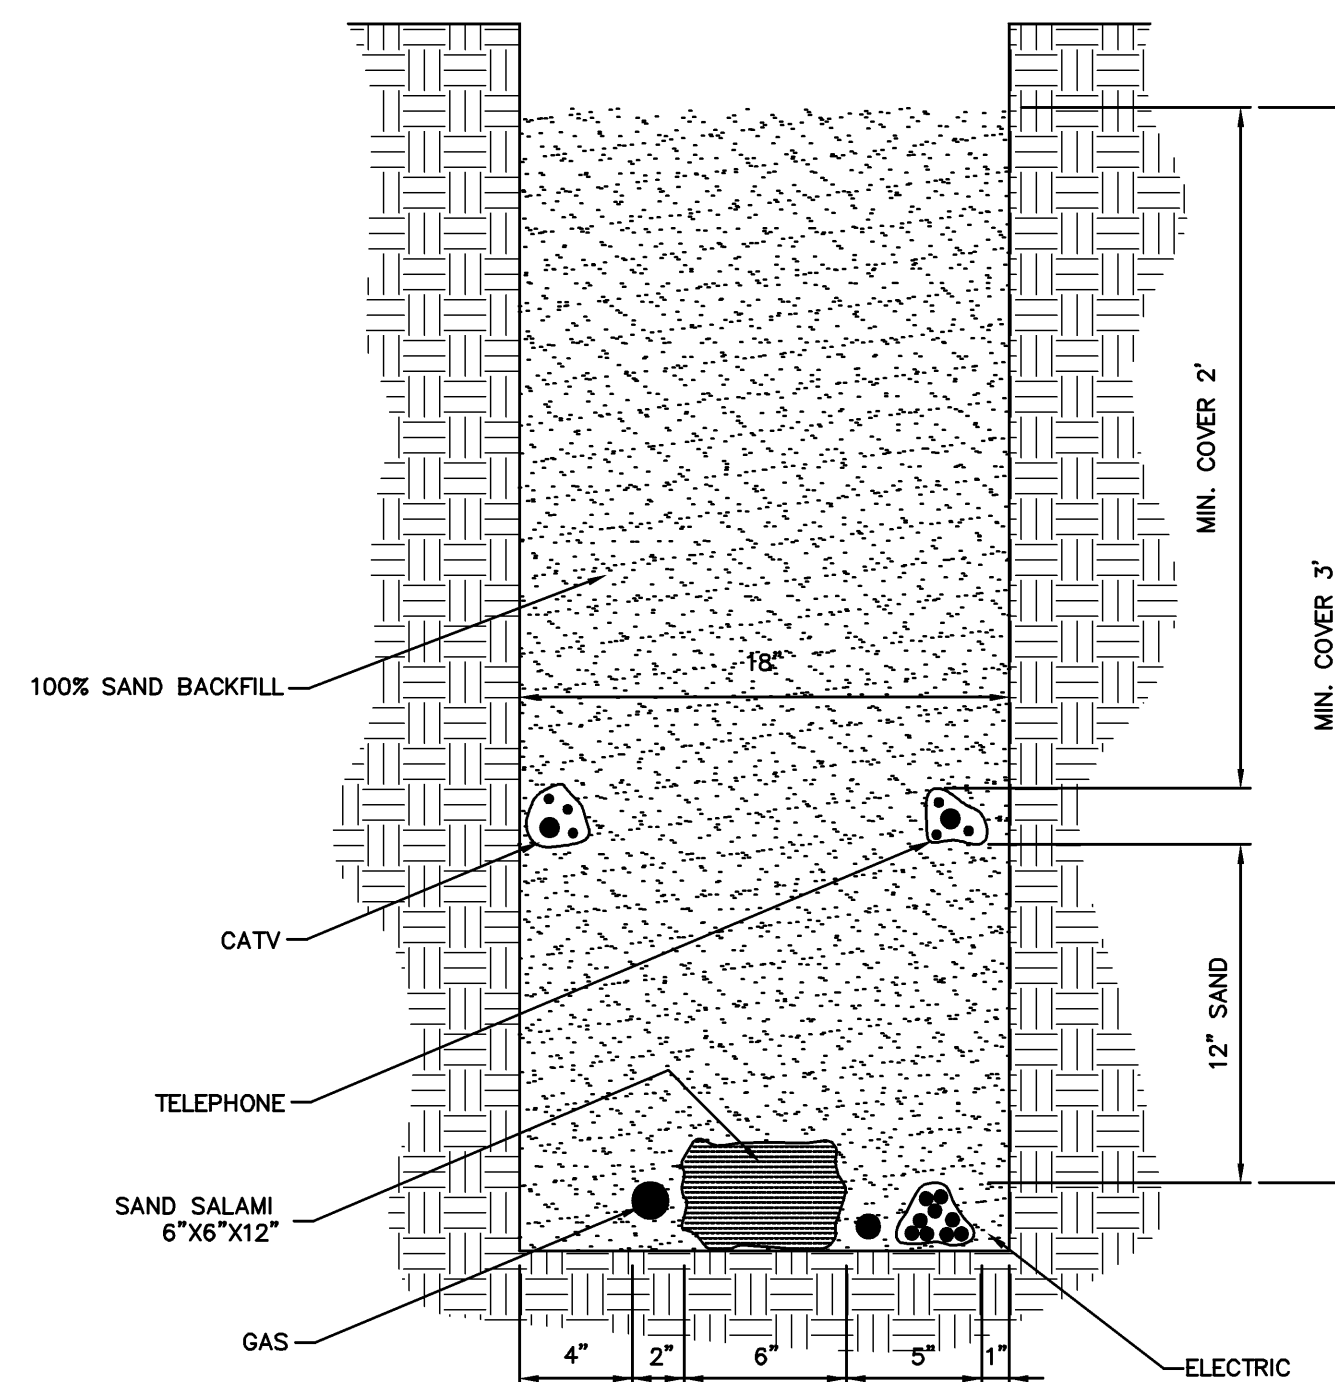 MIN. COVER 2'
MIN. COVER 3'
18"
100% SAND BACKFILL
CATV
12" SAND
TELEPHONE
SAND SALAMI
6"X6"X12"
GAS
4"
2"
6"
5"
1"
ELECTRIC